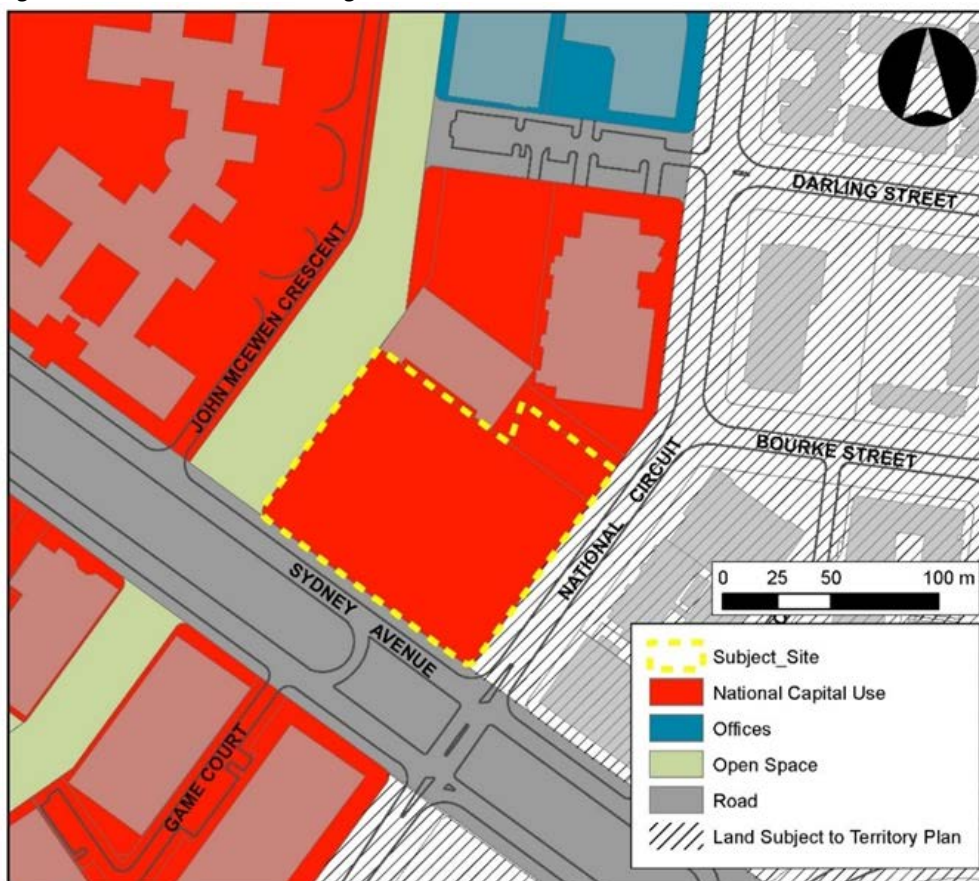 DARLING STREET
JOHN MCEWEN CRESCENT
BOURKE STREET
NATIONAL CIRCUIT
SYDNEY AVENUE
GAME COURT
0 25 50 100 m
Subject_Site
National Capital Use
Offices
Open Space
Road
Land Subject to Territory Plan